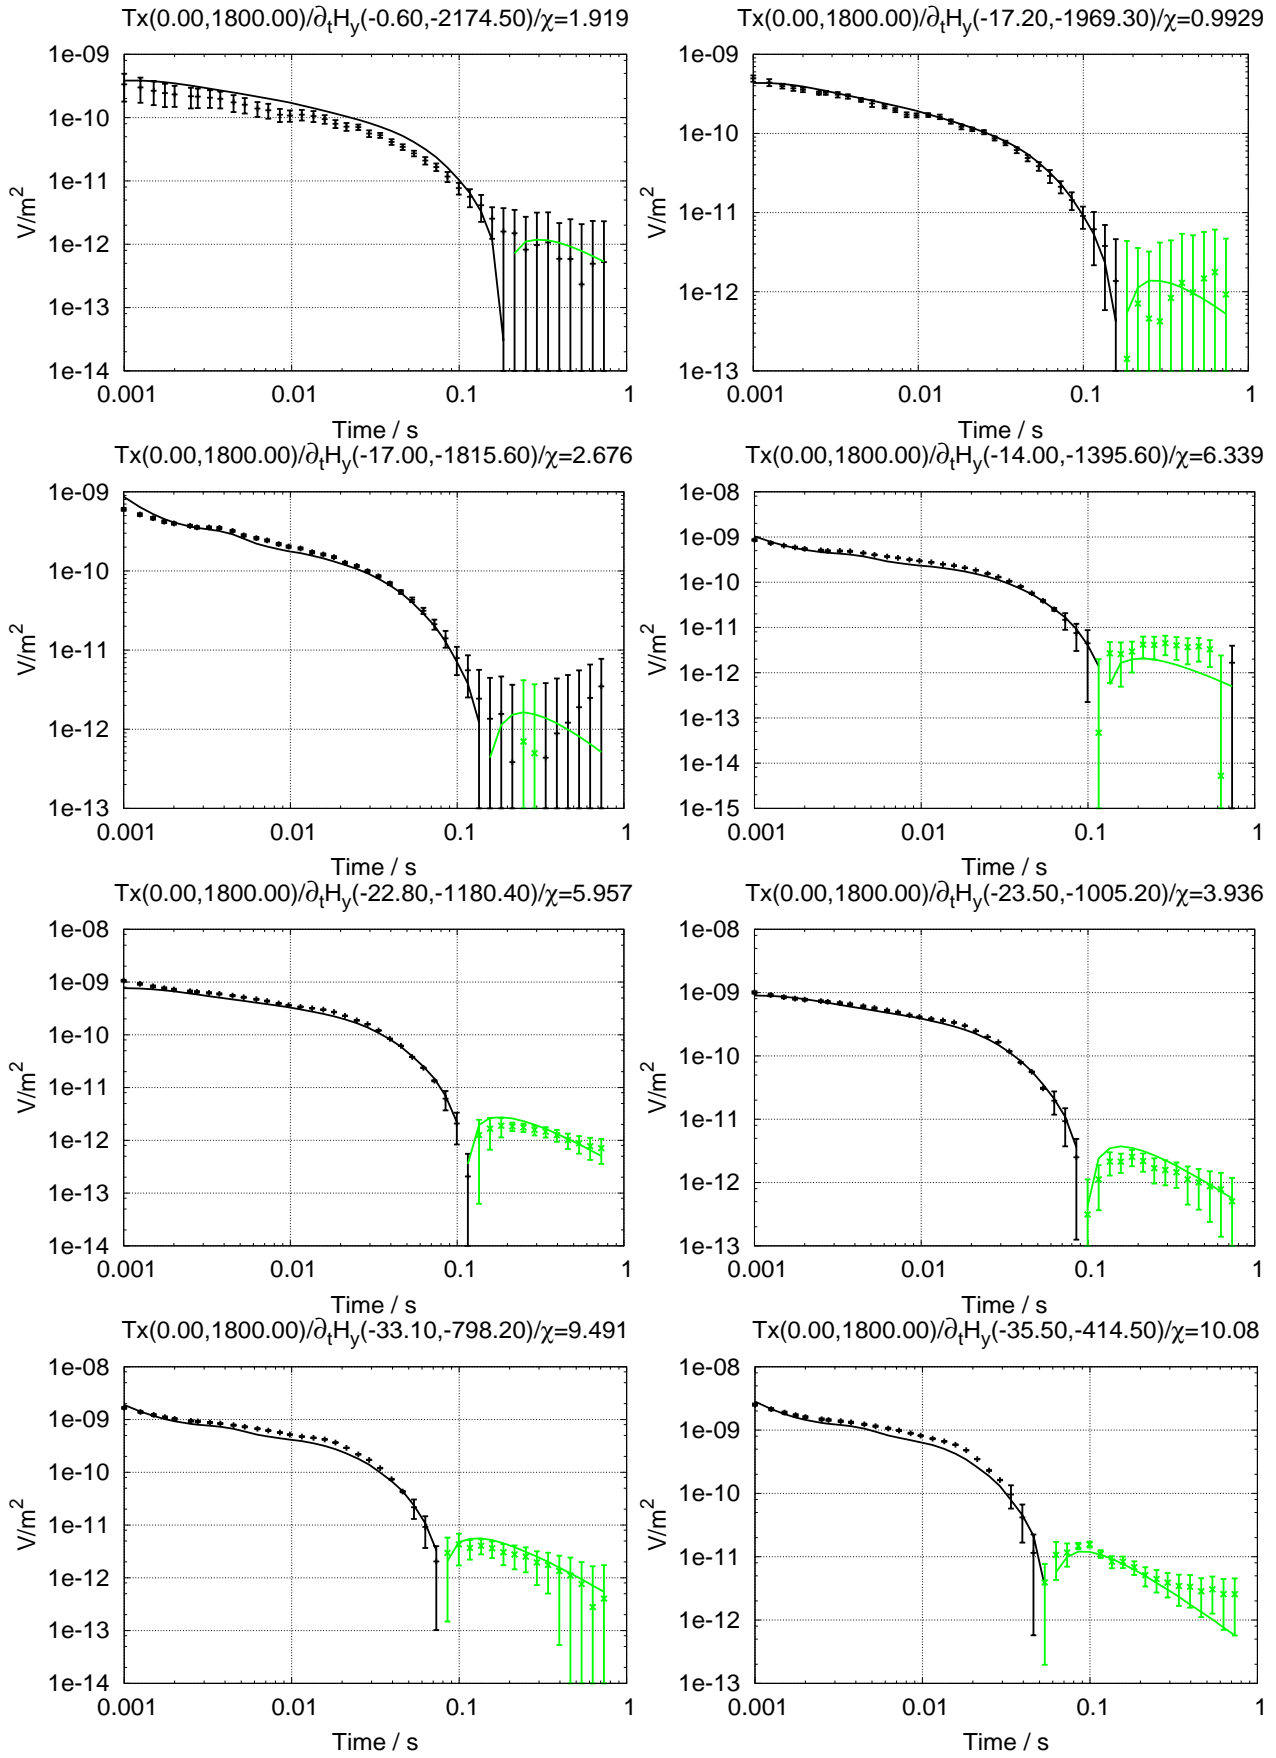 Tx(0.00,1800.00)/∂tHy(-0.60,-2174.50)/χ=1.919
1e-09
1e-10
1e-11
1e-12
1e-13
1e-14
V/m²
0.001 0.01 0.1 1
Time / s
Tx(0.00,1800.00)/∂tHy(-17.20,-1969.30)/χ=0.9929
1e-09
1e-10
1e-11
1e-12
1e-13
V/m²
0.001 0.01 0.1 1
Time / s
Tx(0.00,1800.00)/∂tHy(-17.00,-1815.60)/χ=2.676
1e-09
1e-10
1e-11
1e-12
1e-13
V/m²
0.001 0.01 0.1 1
Time / s
Tx(0.00,1800.00)/∂tHy(-14.00,-1395.60)/χ=6.339
1e-08
1e-09
1e-10
1e-11
1e-12
1e-13
1e-14
1e-15
V/m²
0.001 0.01 0.1 1
Time / s
Tx(0.00,1800.00)/∂tHy(-22.80,-1180.40)/χ=5.957
1e-08
1e-09
1e-10
1e-11
1e-12
1e-13
1e-14
V/m²
0.001 0.01 0.1 1
Time / s
Tx(0.00,1800.00)/∂tHy(-23.50,-1005.20)/χ=3.936
1e-08
1e-09
1e-10
1e-11
1e-12
1e-13
V/m²
0.001 0.01 0.1 1
Time / s
Tx(0.00,1800.00)/∂tHy(-33.10,-798.20)/χ=9.491
1e-08
1e-09
1e-10
1e-11
1e-12
1e-13
1e-14
V/m²
0.001 0.01 0.1 1
Time / s
Tx(0.00,1800.00)/∂tHy(-35.50,-414.50)/χ=10.08
1e-08
1e-09
1e-10
1e-11
1e-12
1e-13
V/m²
0.001 0.01 0.1 1
Time / s